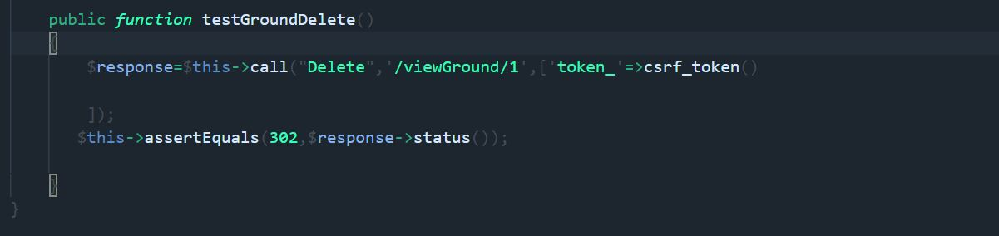 public function testGroundDelete()
{
$response=$this->call("Delete",'/viewGround/1',['token_'=>csrf_token()
]);
$this->assertEquals(302,$response->status());
}
}